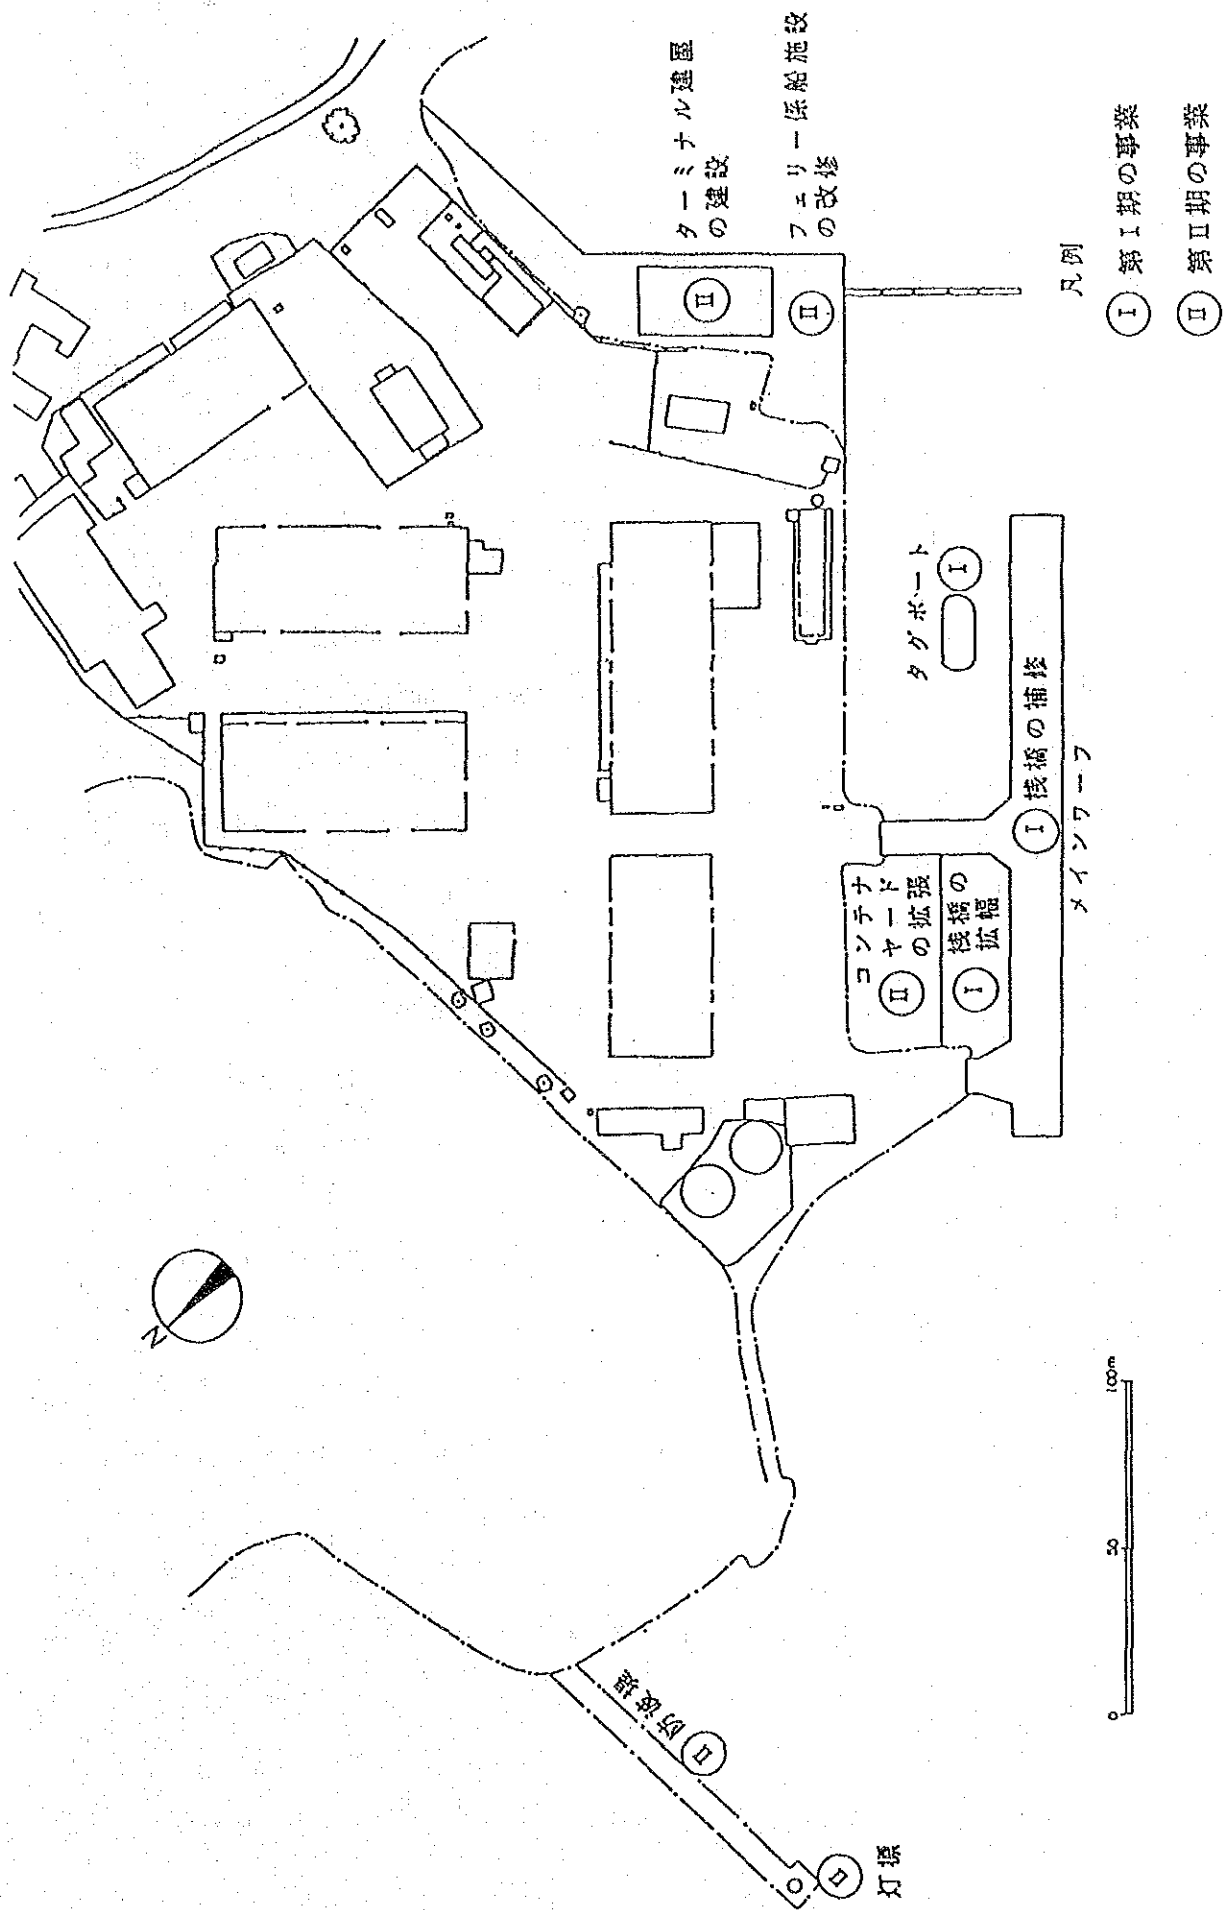 ターミナル建屋
の建設
II
フェリー係船施設
の改修
II
凡例
I 第I期の事業
II 第II期の事業
タグボート
I
I 桟橋の補修
メインワーフ
コンテナ
ヤード
の拡張
II
桟橋の
拡幅
I
N
II 防波堤
II
灯標
0 50 100m